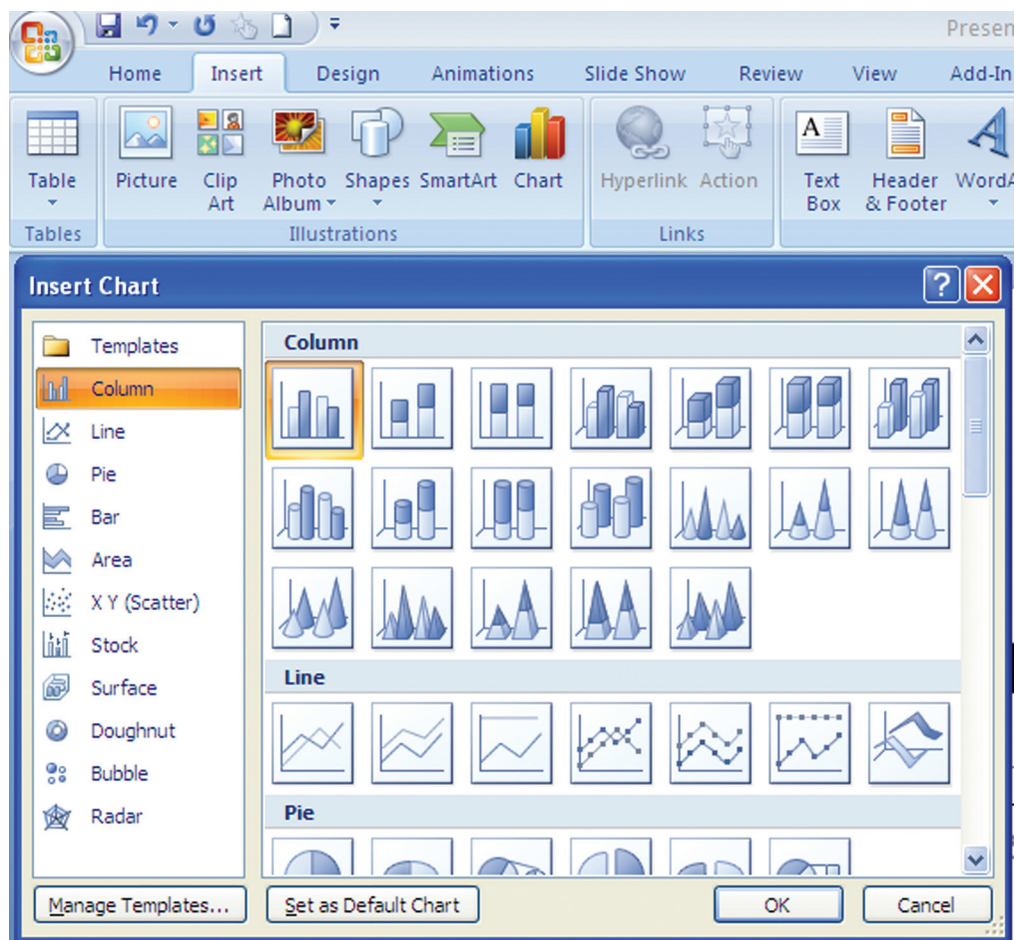 Presen
Home Insert Design Animations Slide Show Review View Add-In
Table Picture Clip Art Photo Album Shapes SmartArt Chart Hyperlink Action Text Box Header & Footer WordA
Tables Illustrations Links
Insert Chart
Templates
Column
Line
Pie
Bar
Area
X Y (Scatter)
Stock
Surface
Doughnut
Bubble
Radar
Column
Line
Pie
Manage Templates... Set as Default Chart OK Cancel